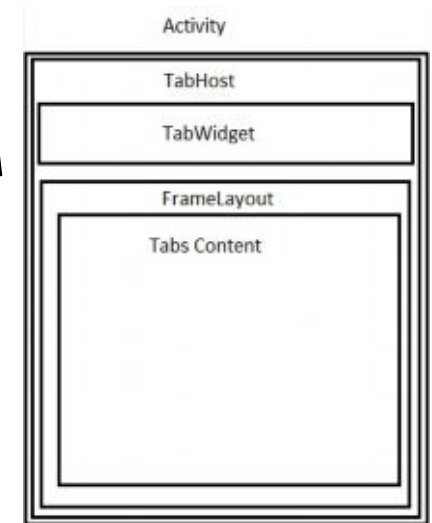 Activity
TabHost
TabWidget
FrameLayout
Tabs Content